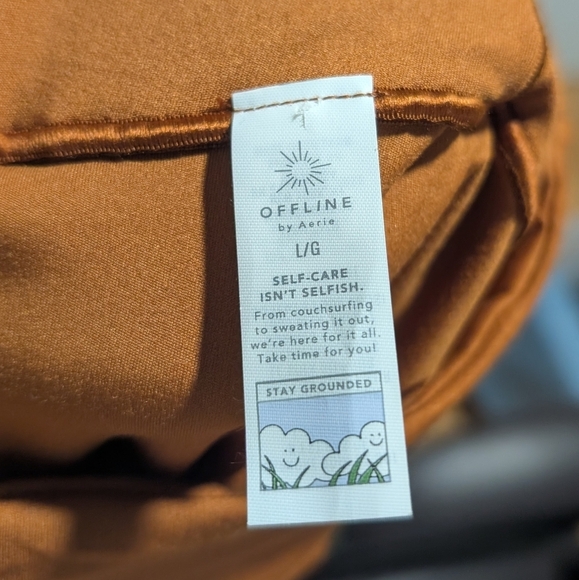 OFFLINE
by Aerie
L/G
SELF-CARE
ISN'T SELFISH.
From couchsurfing
to sweating it out,
we're here for it all.
Take time for you!
STAY GROUNDED